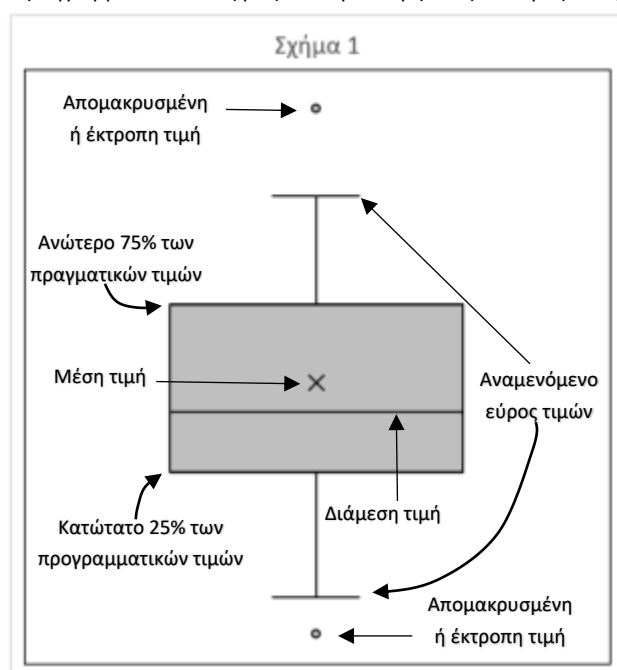 Σχήμα 1
Απομακρυσμένη
ή έκτροπη τιμή
Ανώτερο 75% των
πραγματικών τιμών
Μέση τιμή
Αναμενόμενο
εύρος τιμών
Διάμεση τιμή
Κατώτατο 25% των
προγραμματικών τιμών
Απομακρυσμένη
ή έκτροπη τιμή